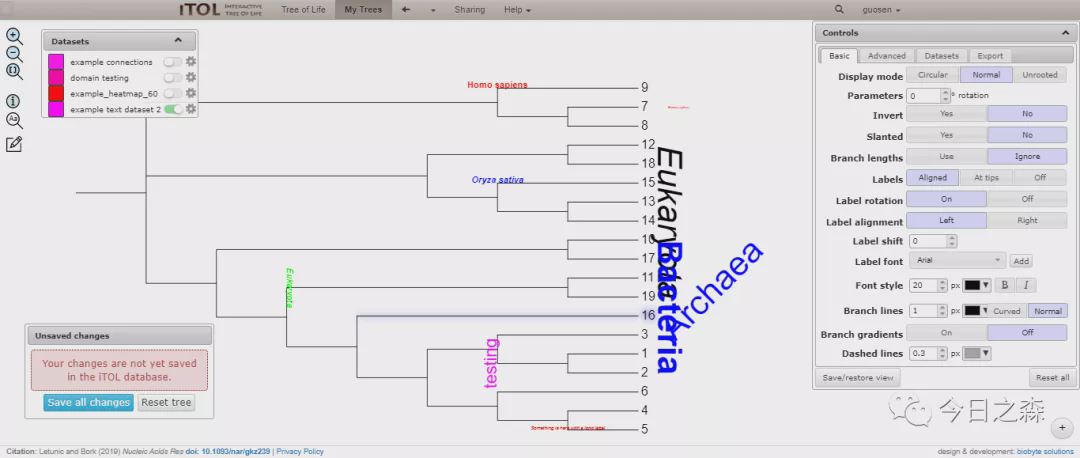 iTOL INTERACTIVE TREE OF LIFE Tree of Life My Trees Sharing Help guosen
Datasets
example connections
domain testing
example_heatmap_60
example text dataset 2
Homo sapiens
9
7
8
12
18
Oryza sativa
15
13
14
10
17
11
19
16
3
1
2
6
4
5
Eukaryota
testing
Something is here with a long label
Eukaryota
Bacteria
Archaea
Unsaved changes
Your changes are not yet saved
in the iTOL database.
Save all changes Reset tree
Controls
Basic Advanced Datasets Export
Display mode Circular Normal Unrooted
Parameters 0 ° rotation
Invert Yes No
Slanted Yes No
Branch lengths Use Ignore
Labels Aligned At tips Off
Label rotation On Off
Label alignment Left Right
Label shift 0
Label font Arial Add
Font style 20 px B I
Branch lines 1 px Curved Normal
Branch gradients On Off
Dashed lines 0.3 px
Save/restore view Reset all
今日之森
+
Citation: Letunic and Bork (2019) Nucleic Acids Res doi: 10.1093/nar/gkz239 | Privacy Policy
design & development: biobyte solutions